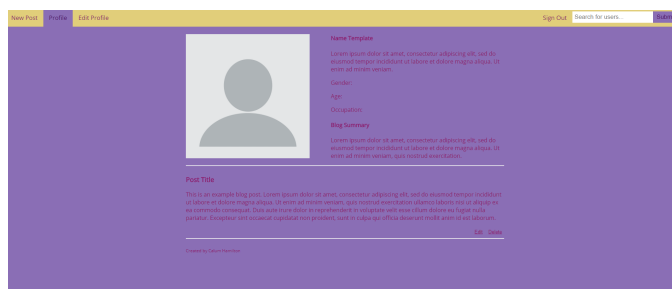 New Post Profile Edit Profile Sign Out Search for users... Submit
Name Template
Lorem ipsum dolor sit amet, consectetur adipiscing elit, sed do
eiusmod tempor incididunt ut labore et dolore magna aliqua. Ut
enim ad minim veniam.
Gender:
Age:
Occupation:
Blog Summary
Lorem ipsum dolor sit amet, consectetur adipiscing elit, sed do
eiusmod tempor incididunt ut labore et dolore magna aliqua. Ut
enim ad minim veniam, quis nostrud exercitation.
Post Title
This is an example blog post. Lorem ipsum dolor sit amet, consectetur adipiscing elit, sed do eiusmod tempor incididunt
ut labore et dolore magna aliqua. Ut enim ad minim veniam, quis nostrud exercitation ullamco laboris nisi ut aliquip ex
ea commodo consequat. Duis aute irure dolor in reprehenderit in voluptate velit esse cillum dolore eu fugiat nulla
pariatur. Excepteur sint occaecat cupidatat non proident, sunt in culpa qui officia deserunt mollit anim id est laborum.
Edit Delete
Created by